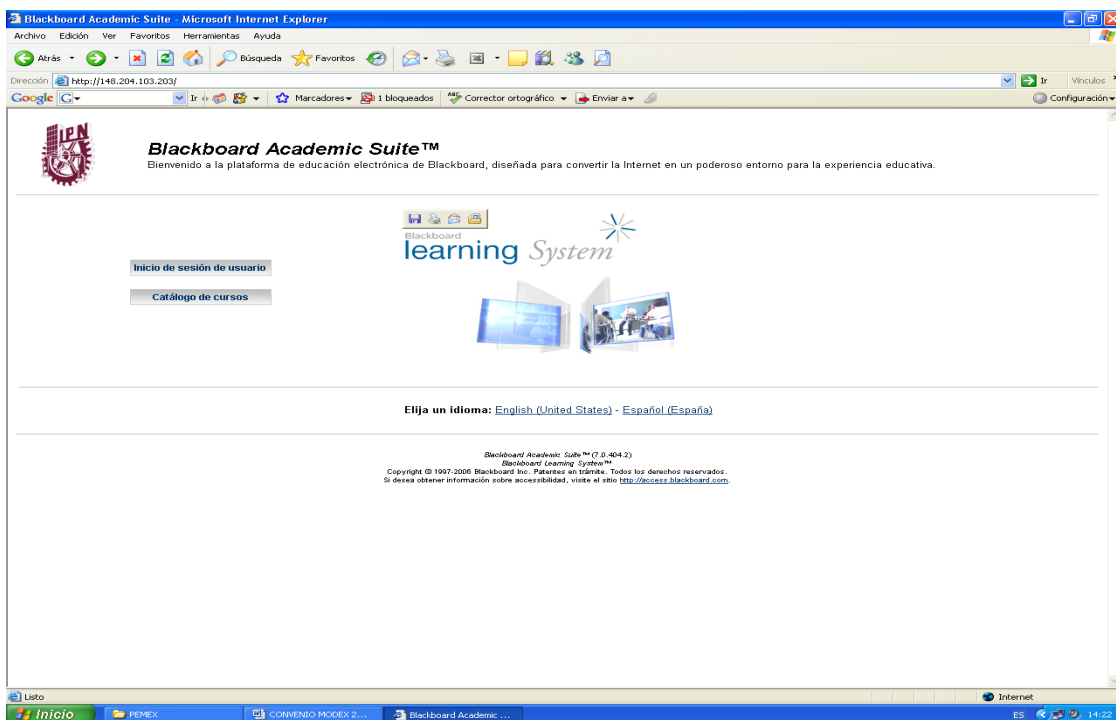 Blackboard Academic Suite - Microsoft Internet Explorer
Archivo Edición Ver Favoritos Herramientas Ayuda
Atrás Búsqueda Favoritos
Dirección http://148.204.103.203/ Ir Vínculos
Google G Ir Marcadores 1 bloqueados ABC Corrector ortográfico Enviar a Configuración
IPN
Blackboard Academic Suite™
Bienvenido a la plataforma de educación electrónica de Blackboard, diseñada para convertir la Internet en un poderoso entorno para la experiencia educativa.
Blackboard
learning System
Inicio de sesión de usuario
Catálogo de cursos
Elija un idioma: English (United States) - Español (España)
Blackboard Academic Suite™ (7.0.404.2)
Blackboard Learning System™
Copyright © 1997-2006 Blackboard Inc. Patentes en trámite. Todos los derechos reservados.
Si desea obtener información sobre accessibilidad, visite el sitio http://access.blackboard.com.
Listo Internet
Inicio PEMEX CONVENIO MODEX 2... Blackboard Academic ... ES 14:22